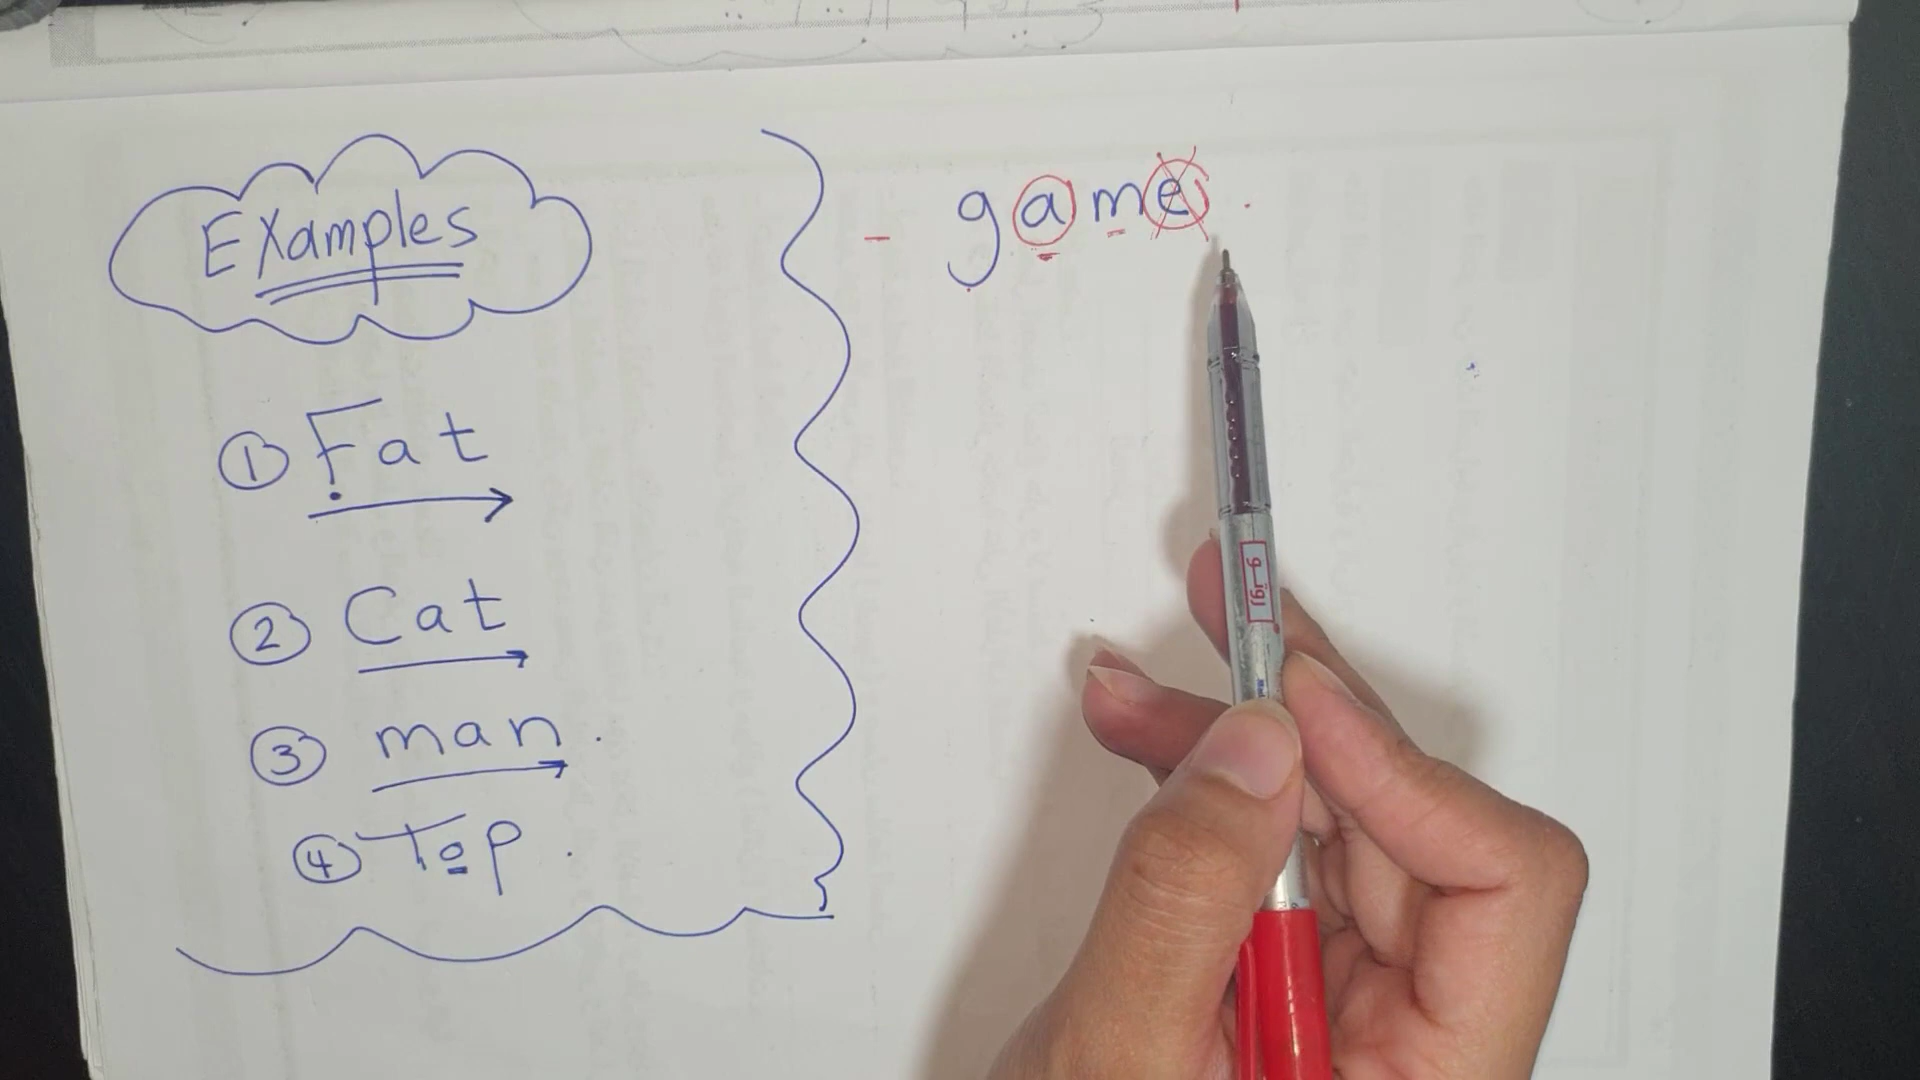 EXamples
① Fat
② Cat
③ man.
④ Top.
- game.